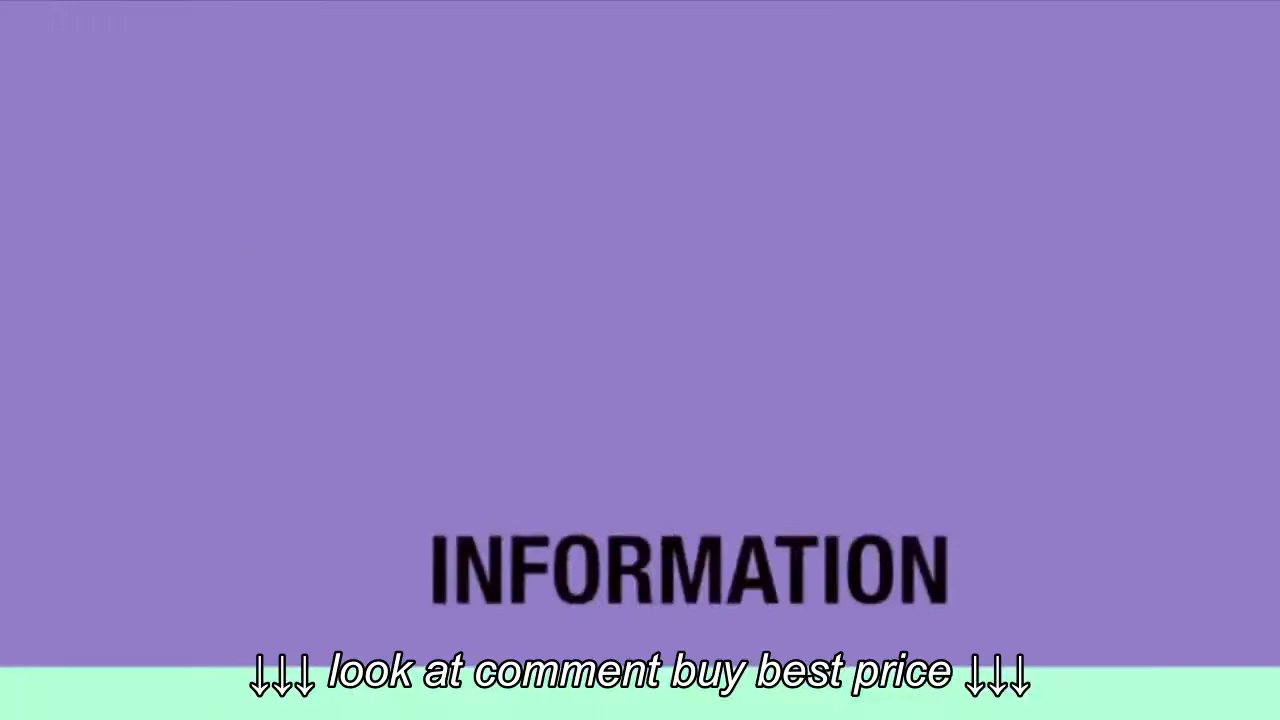 INFORMATION
↓↓↓ look at comment buy best price ↓↓↓